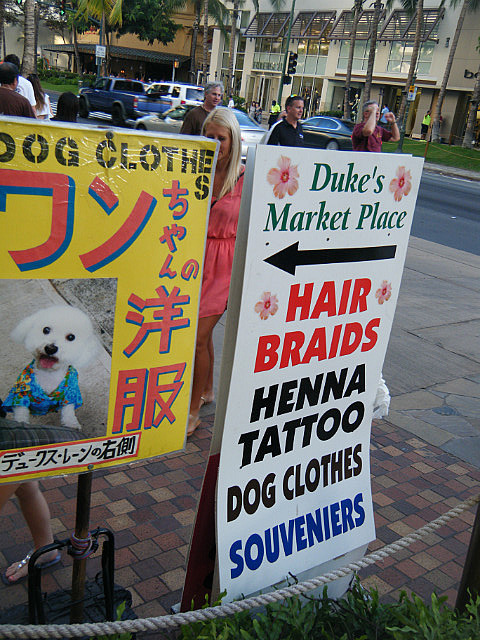 DOG CLOTHES
ワン
ちゃんの
洋服
デュークス・レーンの右側
Duke's
Market Place
HAIR
BRAIDS
HENNA
TATTOO
DOG CLOTHES
SOUVENIERS